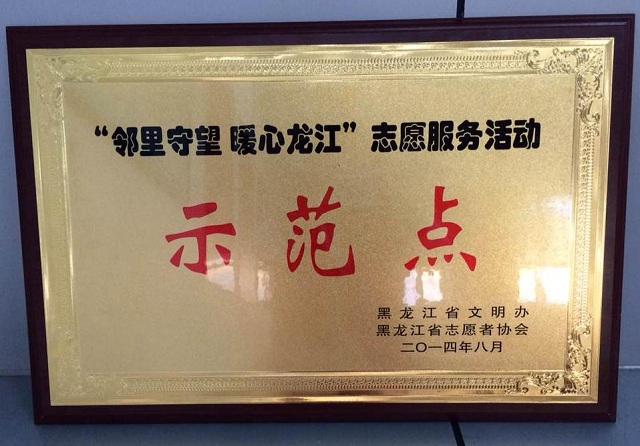 “邻里守望 暖心龙江”志愿服务活动
示范点
黑龙江省文明办
黑龙江省志愿者协会
二〇一四年八月